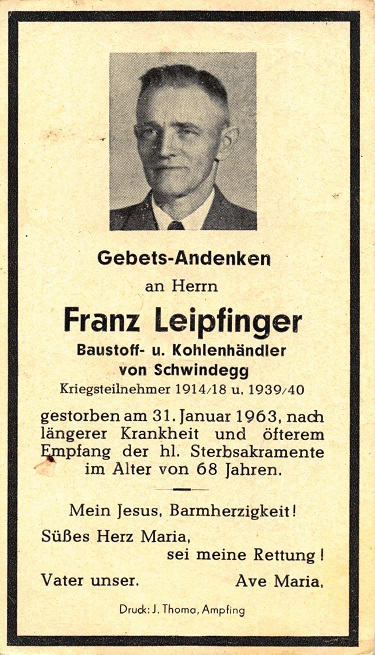 Gebets-Andenken
an Herrn
Franz Leipfinger
Baustoff- u. Kohlenhändler
von Schwindegg
Kriegsteilnehmer 1914/18 u. 1939/40
gestorben am 31. Januar 1963, nach
längerer Krankheit und öfterem
Empfang der hl. Sterbsakramente
im Alter von 68 Jahren.
Mein Jesus, Barmherzigkeit!
Süßes Herz Maria,
sei meine Rettung!
Vater unser. Ave Maria.
Druck: J. Thoma, Ampfing